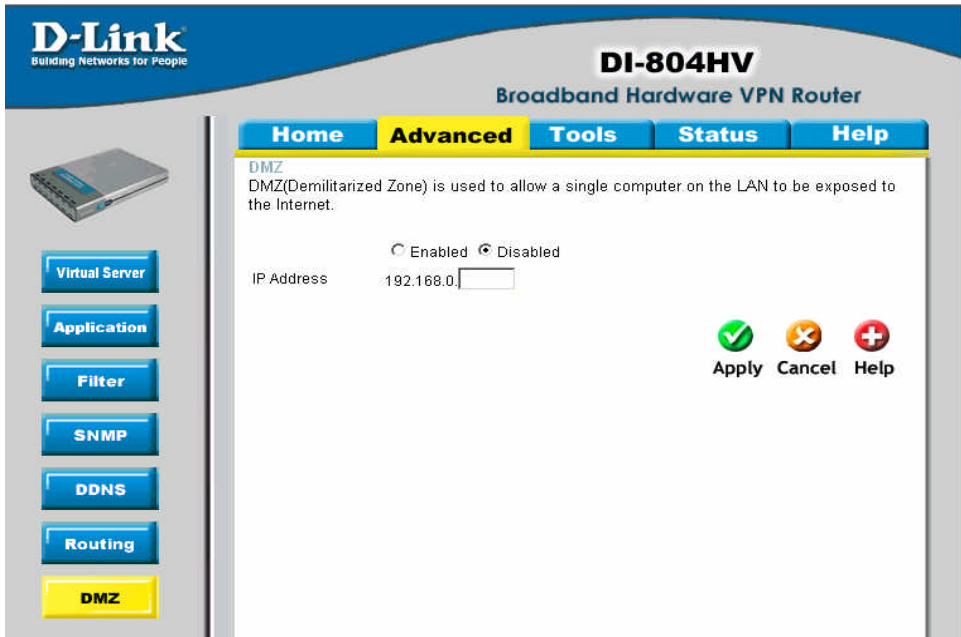 D-Link
Building Networks for People
DI-804HV
Broadband Hardware VPN Router
Home Advanced Tools Status Help
DMZ
DMZ(Demilitarized Zone) is used to allow a single computer on the LAN to be exposed to
the Internet.
Enabled Disabled
IP Address 192.168.0.
Apply Cancel Help
Virtual Server
Application
Filter
SNMP
DDNS
Routing
DMZ